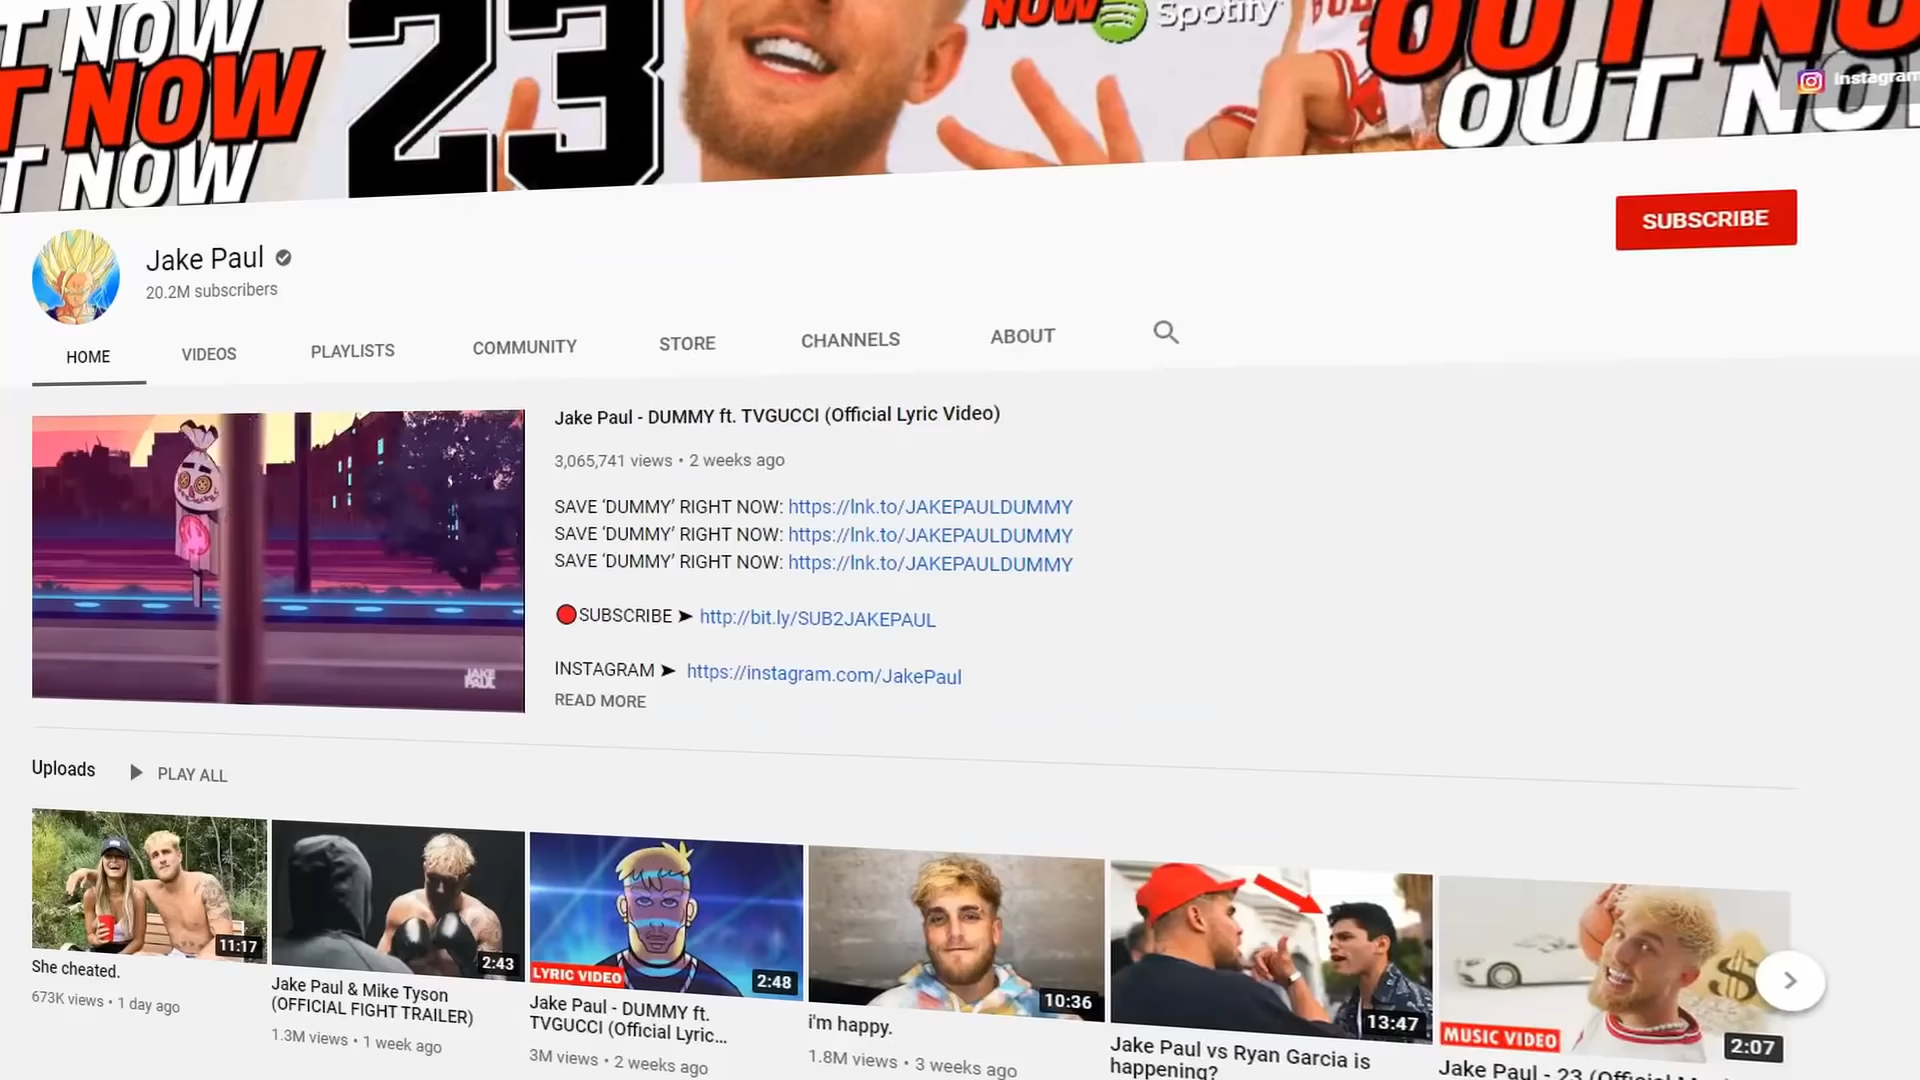 T NOW
T NOW
T NOW
23
NOW
Spotify
OUT NO
OUT NO
Instagram
SUBSCRIBE
Jake Paul
20.2M subscribers
HOME
VIDEOS
PLAYLISTS
COMMUNITY
STORE
CHANNELS
ABOUT
Jake Paul - DUMMY ft. TVGUCCI (Official Lyric Video)
3,065,741 views • 2 weeks ago
SAVE ‘DUMMY’ RIGHT NOW: https://lnk.to/JAKEPAULDUMMY
SAVE ‘DUMMY’ RIGHT NOW: https://lnk.to/JAKEPAULDUMMY
SAVE ‘DUMMY’ RIGHT NOW: https://lnk.to/JAKEPAULDUMMY
🔴SUBSCRIBE ➤ http://bit.ly/SUB2JAKEPAUL
INSTAGRAM ➤ https://instagram.com/JakePaul
READ MORE
JAKE
PAUL
Uploads
PLAY ALL
11:17
She cheated.
673K views • 1 day ago
2:43
Jake Paul & Mike Tyson
(OFFICIAL FIGHT TRAILER)
1.3M views • 1 week ago
LYRIC VIDEO
2:48
Jake Paul - DUMMY ft.
TVGUCCI (Official Lyric...
3M views • 2 weeks ago
10:36
i'm happy.
1.8M views • 3 weeks ago
13:47
Jake Paul vs Ryan Garcia is
happening?
MUSIC VIDEO
2:07
Jake Paul - 23 (Official M